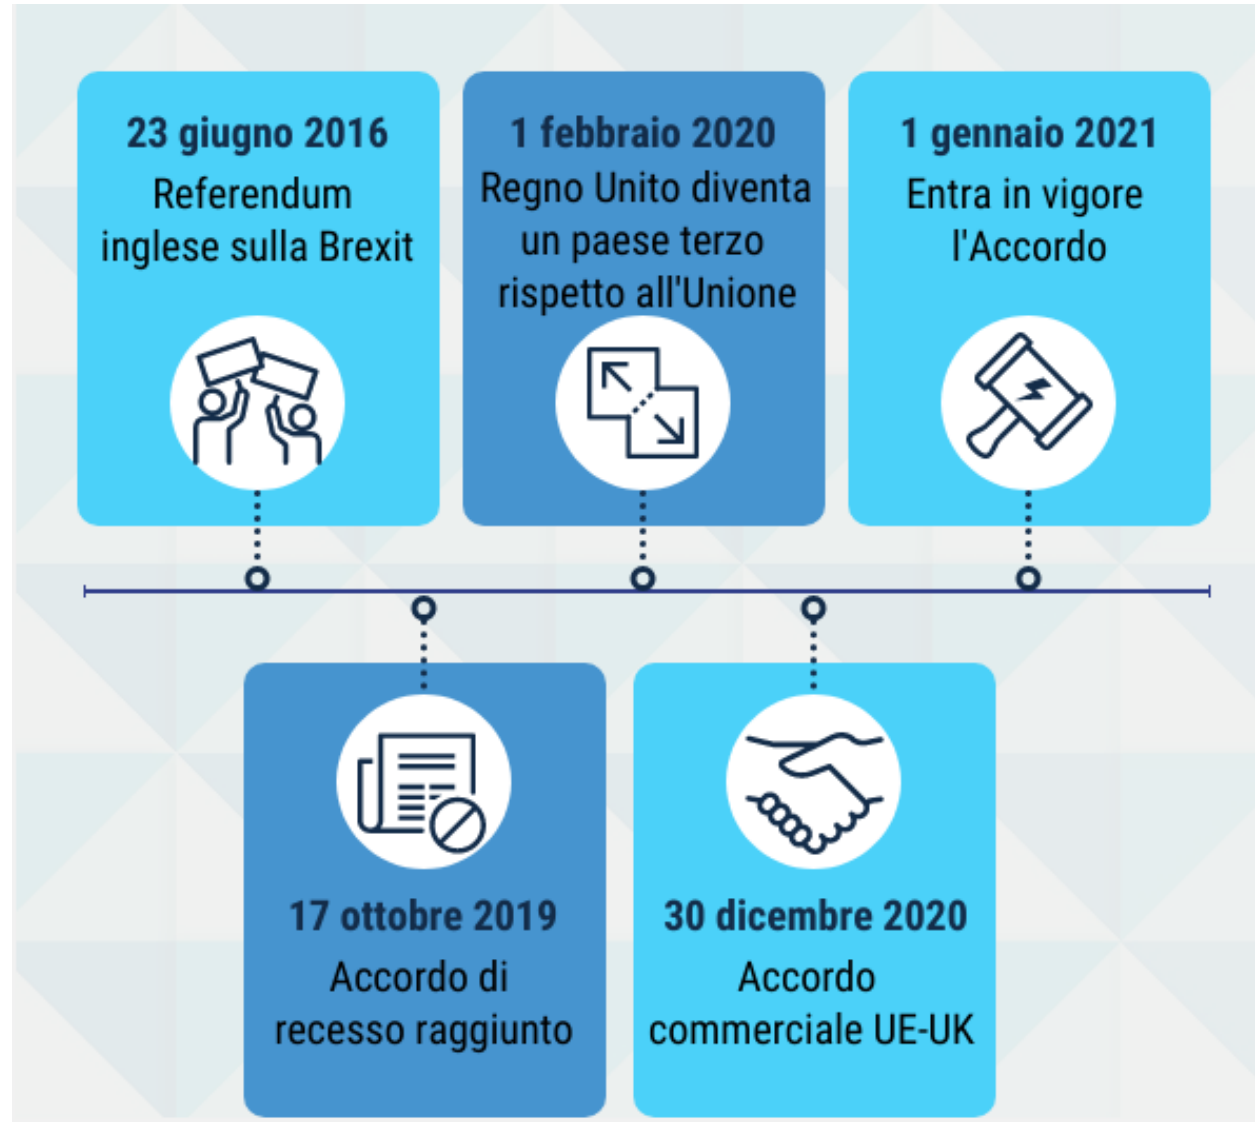 23 giugno 2016
Referendum
inglese sulla Brexit
1 febbraio 2020
Regno Unito diventa
un paese terzo
rispetto all'Unione
1 gennaio 2021
Entra in vigore
l'Accordo
17 ottobre 2019
Accordo di
recesso raggiunto
30 dicembre 2020
Accordo
commerciale UE-UK